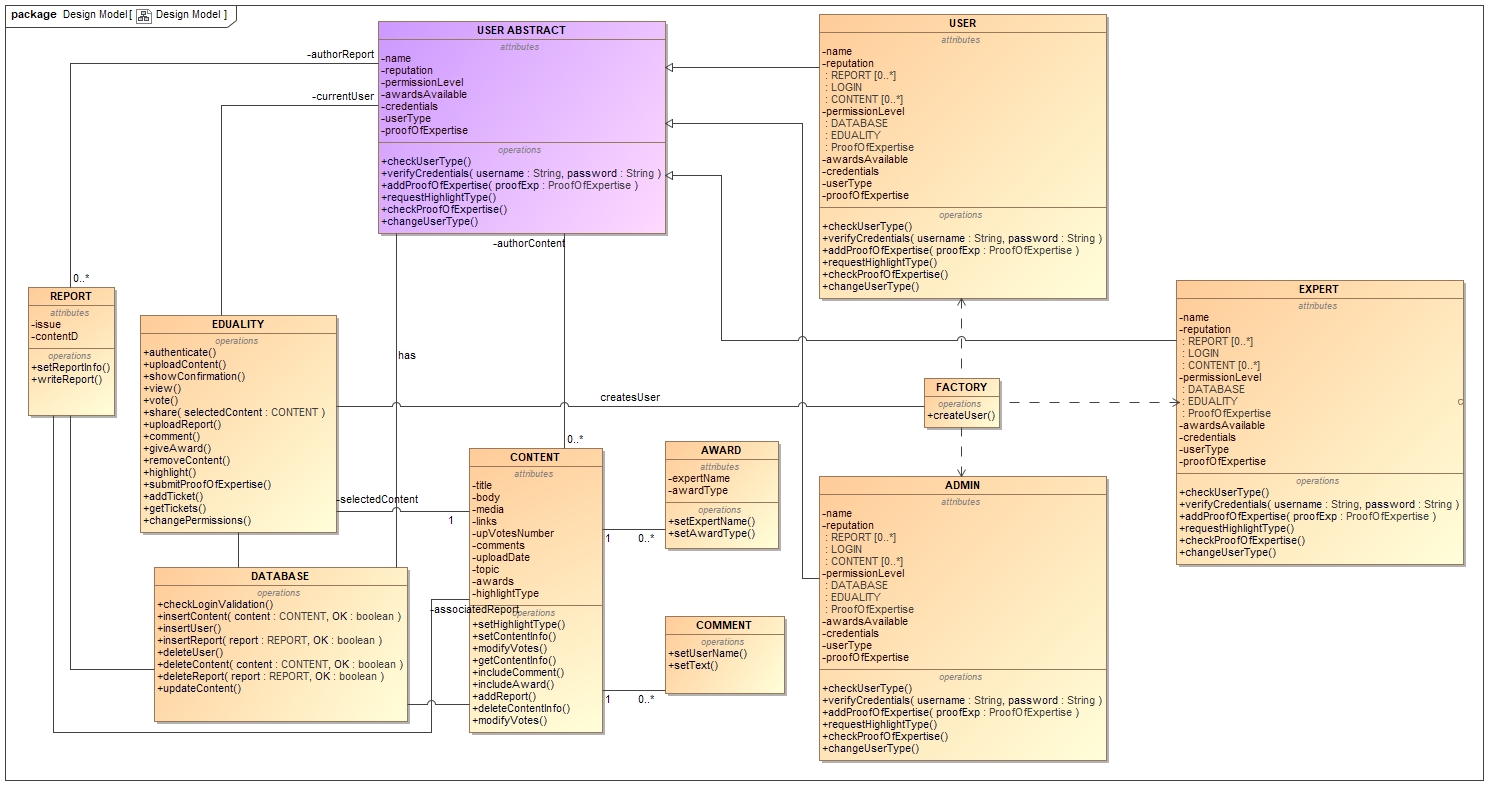 package Design Model[ Design Model ]
USER ABSTRACT
attributes
-name
-reputation
-permissionLevel
-awardsAvailable
-credentials
-userType
-proofOfExpertise
operations
+checkUserType()
+verifyCredentials( username : String, password : String )
+addProofOfExpertise( proofExp : ProofOfExpertise )
+requestHighlightType()
+checkProofOfExpertise()
+changeUserType()
USER
attributes
-name
-reputation
: REPORT [0..*]
: LOGIN
: CONTENT [0..*]
-permissionLevel
: DATABASE
: EDUALITY
: ProofOfExpertise
-awardsAvailable
-credentials
-userType
-proofOfExpertise
operations
+checkUserType()
+verifyCredentials( username : String, password : String )
+addProofOfExpertise( proofExp : ProofOfExpertise )
+requestHighlightType()
+checkProofOfExpertise()
+changeUserType()
-authorReport
-currentUser
-authorContent
0..*
REPORT
attributes
-issue
-contentD
operations
+setReportInfo()
+writeReport()
EDUALITY
operations
+authenticate()
+uploadContent()
+showConfirmation()
+view()
+vote()
+share( selectedContent : CONTENT )
+uploadReport()
+comment()
+giveAward()
+removeContent()
+highlight()
+submitProofOfExpertise()
+addTicket()
+getTickets()
+changePermissions()
has
createsUser
FACTORY
operations
+createUser()
EXPERT
attributes
-name
-reputation
: REPORT [0..*]
: LOGIN
: CONTENT [0..*]
-permissionLevel
: DATABASE
: EDUALITY
: ProofOfExpertise
-awardsAvailable
-credentials
-userType
-proofOfExpertise
operations
+checkUserType()
+verifyCredentials( username : String, password : String )
+addProofOfExpertise( proofExp : ProofOfExpertise )
+requestHighlightType()
+checkProofOfExpertise()
+changeUserType()
0..*
CONTENT
attributes
-title
-body
-media
-links
-upVotesNumber
-comments
-uploadDate
-topic
-awards
-highlightType
operations
+setHighlightType()
+setContentInfo()
+modifyVotes()
+getContentInfo()
+includeComment()
+includeAward()
+addReport()
+deleteContentInfo()
+modifyVotes()
-selectedContent
1
-associatedReport
AWARD
attributes
-expertName
-awardType
operations
+setExpertName()
+setAwardType()
1
0..*
COMMENT
operations
+setUserName()
+setText()
1
0..*
DATABASE
operations
+checkLoginValidation()
+insertContent( content : CONTENT, OK : boolean )
+insertUser()
+insertReport( report : REPORT, OK : boolean )
+deleteUser()
+deleteContent( content : CONTENT, OK : boolean )
+deleteReport( report : REPORT, OK : boolean )
+updateContent()
ADMIN
attributes
-name
-reputation
: REPORT [0..*]
: LOGIN
: CONTENT [0..*]
-permissionLevel
: DATABASE
: EDUALITY
: ProofOfExpertise
-awardsAvailable
-credentials
-userType
-proofOfExpertise
operations
+checkUserType()
+verifyCredentials( username : String, password : String )
+addProofOfExpertise( proofExp : ProofOfExpertise )
+requestHighlightType()
+checkProofOfExpertise()
+changeUserType()